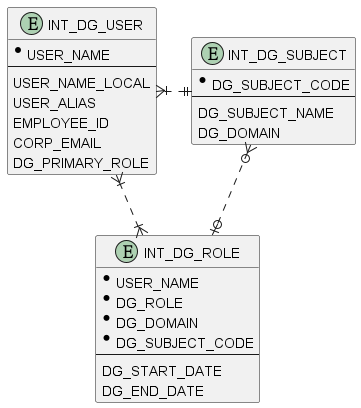 E INT_DG_USER
USER_NAME
USER_NAME_LOCAL
USER_ALIAS
EMPLOYEE_ID
CORP_EMAIL
DG_PRIMARY_ROLE
E INT_DG_SUBJECT
DG_SUBJECT_CODE
DG_SUBJECT_NAME
DG_DOMAIN
E INT_DG_ROLE
USER_NAME
DG_ROLE
DG_DOMAIN
DG_SUBJECT_CODE
DG_START_DATE
DG_END_DATE